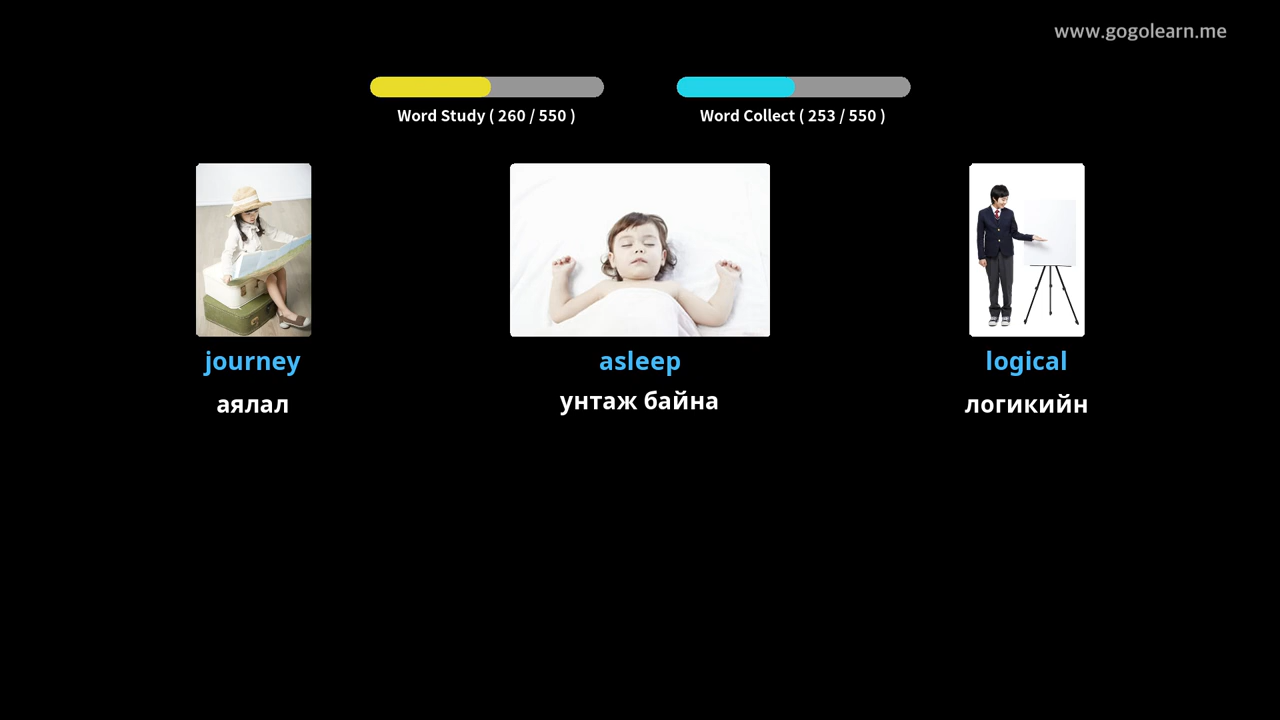 www.gogolearn.me
Word Study ( 260 / 550 )
Word Collect ( 253 / 550 )
journey
asleep
logical
аялал
унтаж байна
логикийн